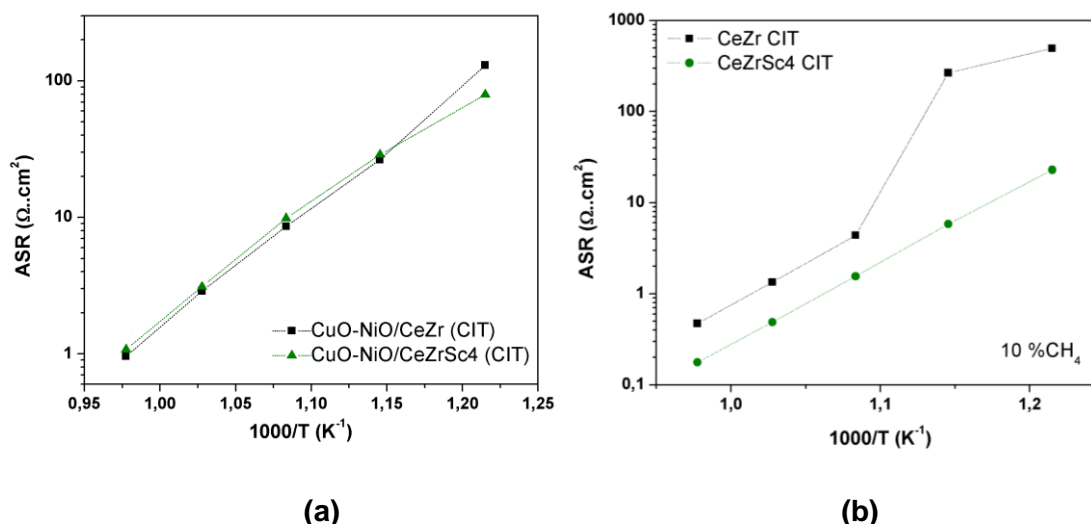 100
10
1
ASR (Ω..cm²)
CuO-NiO/CeZr (CIT)
CuO-NiO/CeZrSc4 (CIT)
0,95 1,00 1,05 1,10 1,15 1,20 1,25
1000/T (K⁻¹)
(a)
1000
100
10
1
0,1
ASR (Ω.cm²)
CeZr CIT
CeZrSc4 CIT
10 %CH₄
1,0 1,1 1,2
1000/T (K⁻¹)
(b)